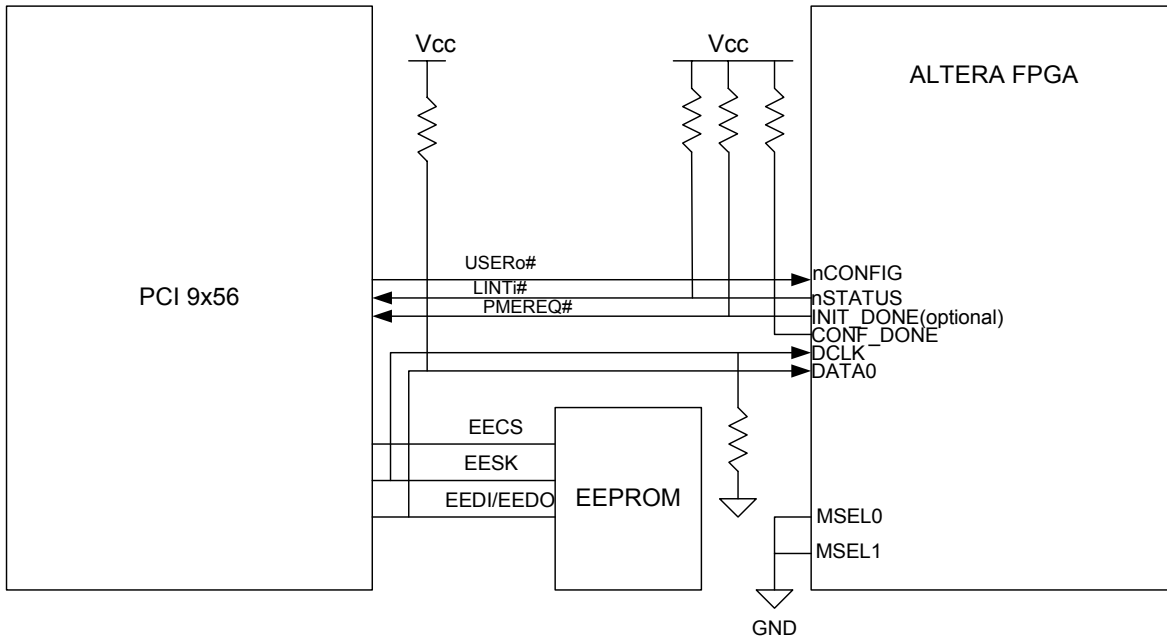 Vcc
Vcc
ALTERA FPGA
PCI 9x56
USERo#
nCONFIG
LINTi#
nSTATUS
PMEREQ#
INIT_DONE(optional)
CONF_DONE
DCLK
DATA0
EECS
EESK
EEDI/EEDO
EEPROM
MSEL0
MSEL1
GND